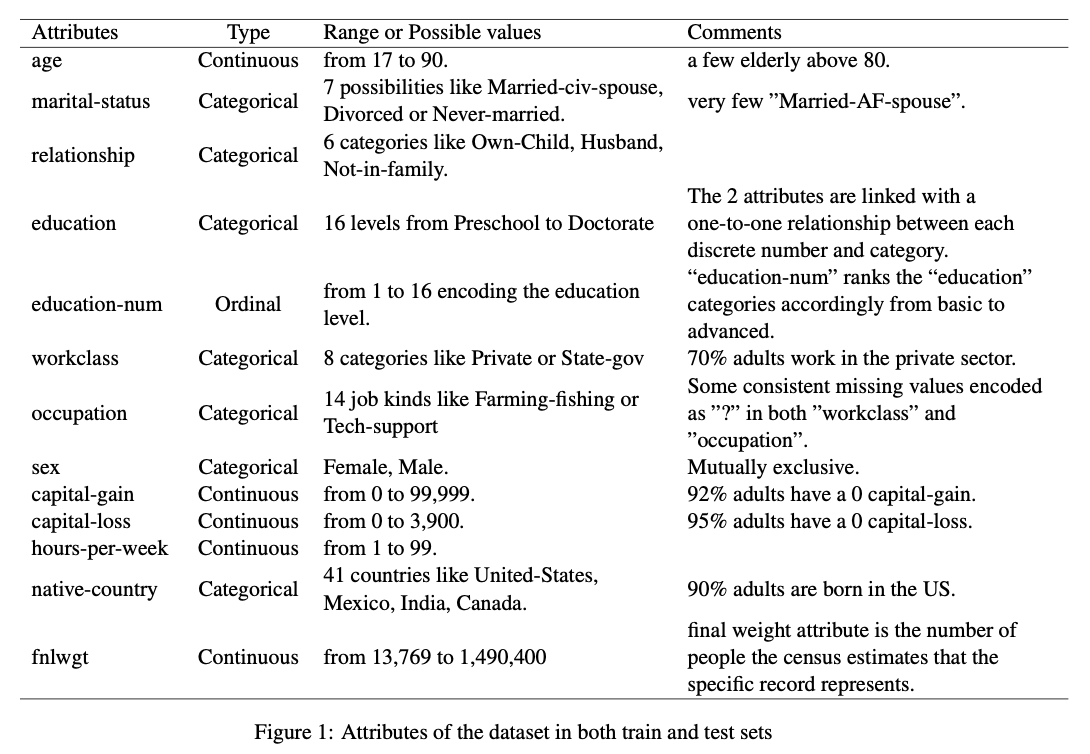 Attributes Type Range or Possible values Comments
age Continuous from 17 to 90. a few elderly above 80.
marital-status Categorical 7 possibilities like Married-civ-spouse,
Divorced or Never-married. very few ”Married-AF-spouse”.
relationship Categorical 6 categories like Own-Child, Husband,
Not-in-family.
education Categorical 16 levels from Preschool to Doctorate The 2 attributes are linked with a
one-to-one relationship between each
discrete number and category.
education-num Ordinal from 1 to 16 encoding the education
level. “education-num” ranks the “education”
categories accordingly from basic to
advanced.
workclass Categorical 8 categories like Private or State-gov 70% adults work in the private sector.
occupation Categorical 14 job kinds like Farming-fishing or
Tech-support Some consistent missing values encoded
as ”?” in both ”workclass” and
”occupation”.
sex Categorical Female, Male. Mutually exclusive.
capital-gain Continuous from 0 to 99,999. 92% adults have a 0 capital-gain.
capital-loss Continuous from 0 to 3,900. 95% adults have a 0 capital-loss.
hours-per-week Continuous from 1 to 99.
native-country Categorical 41 countries like United-States,
Mexico, India, Canada. 90% adults are born in the US.
fnlwgt Continuous from 13,769 to 1,490,400 final weight attribute is the number of
people the census estimates that the
specific record represents.
Figure 1: Attributes of the dataset in both train and test sets